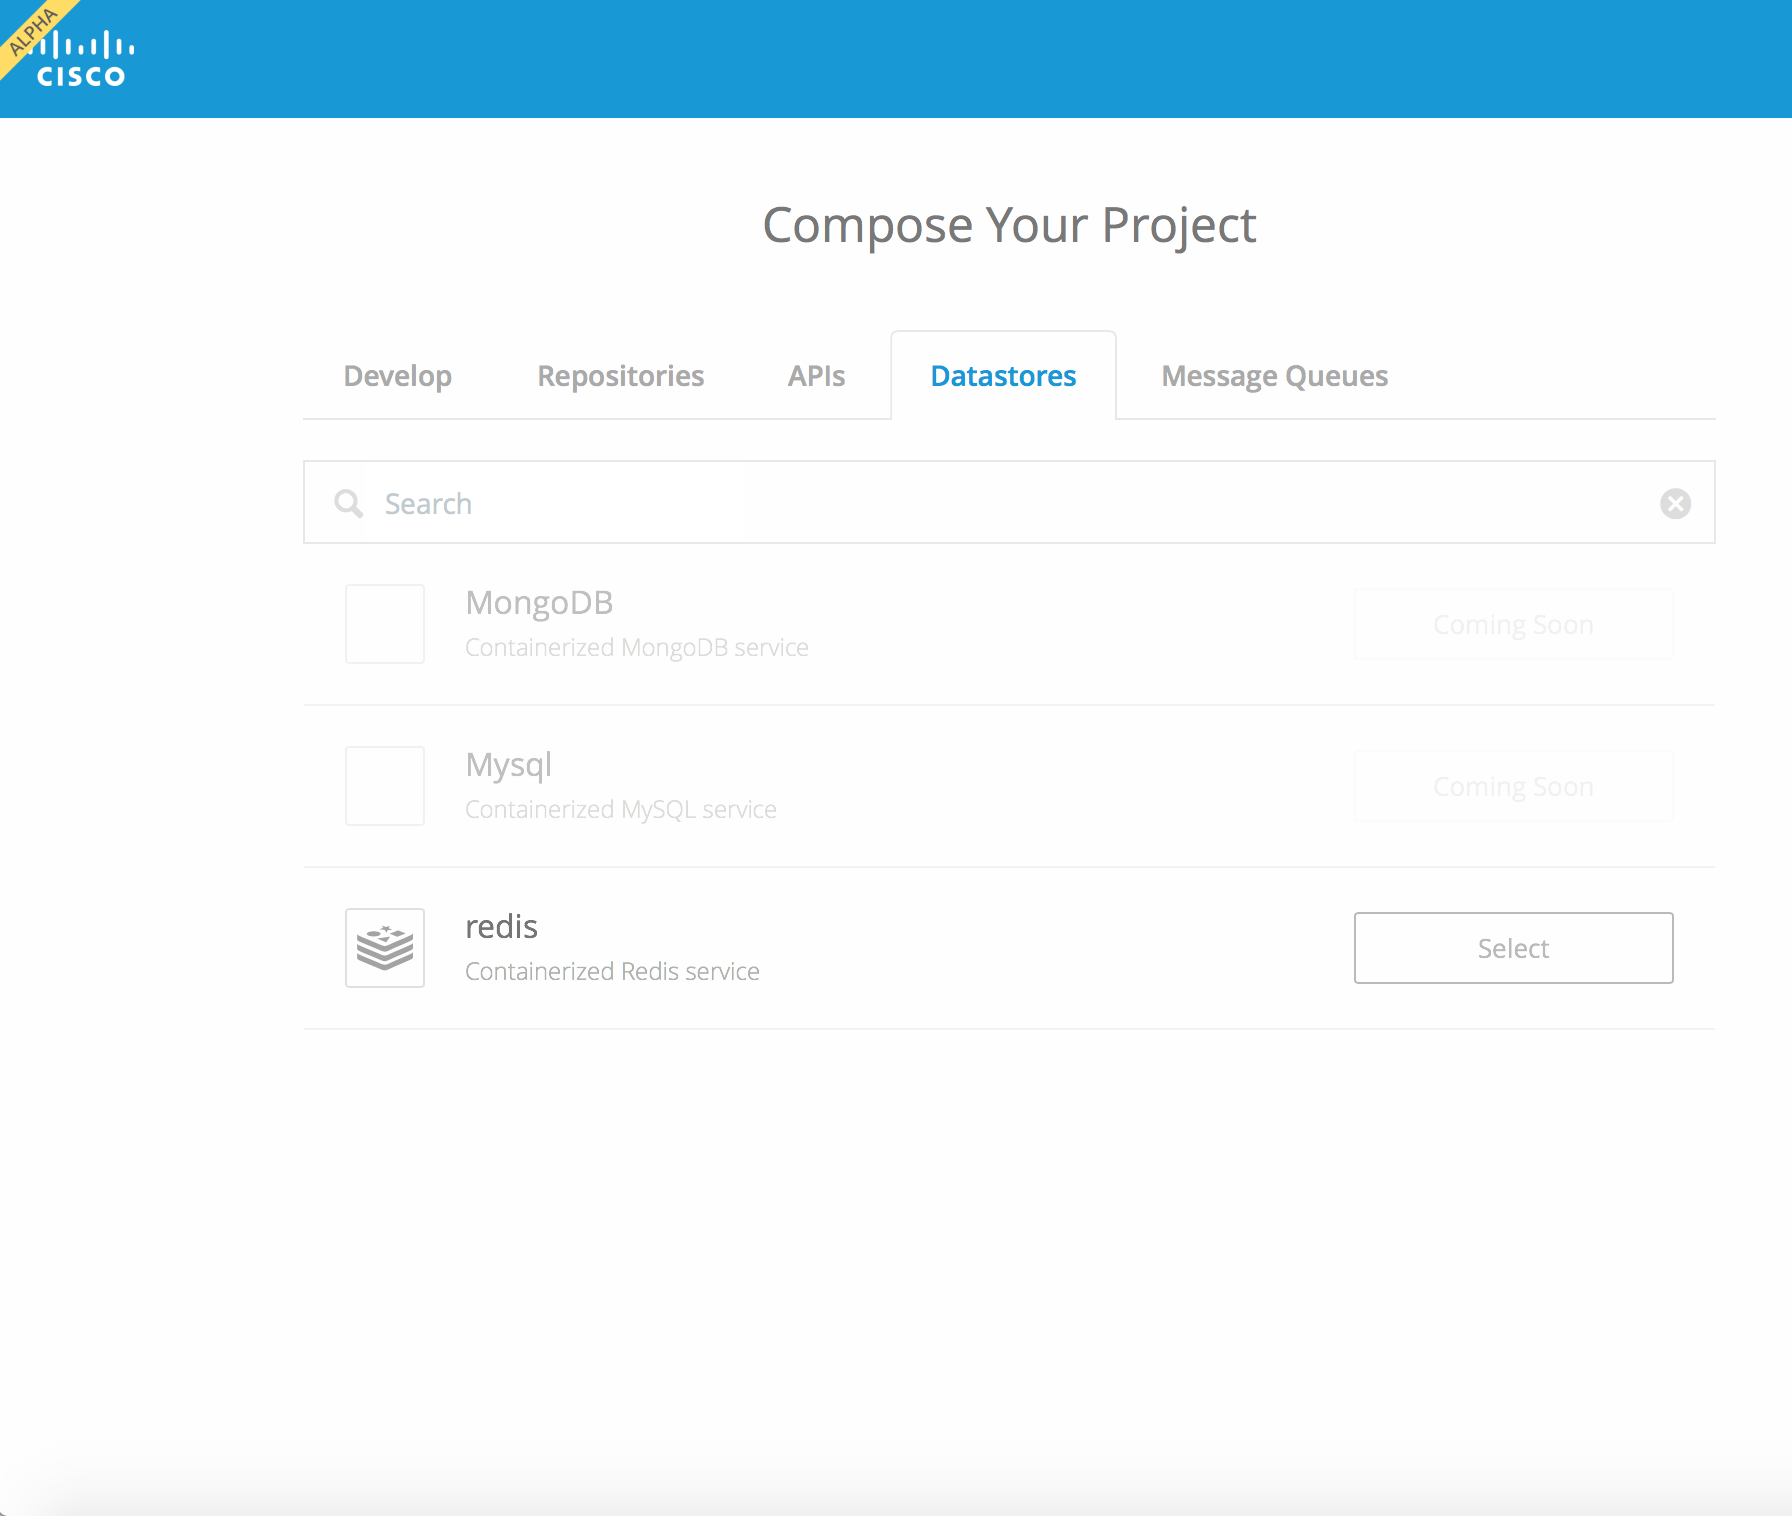 ALPHA
CISCO
Compose Your Project
Develop Repositories APIs Datastores Message Queues
Search
MongoDB
Containerized MongoDB service
Coming Soon
Mysql
Containerized MySQL service
Coming Soon
redis
Containerized Redis service
Select